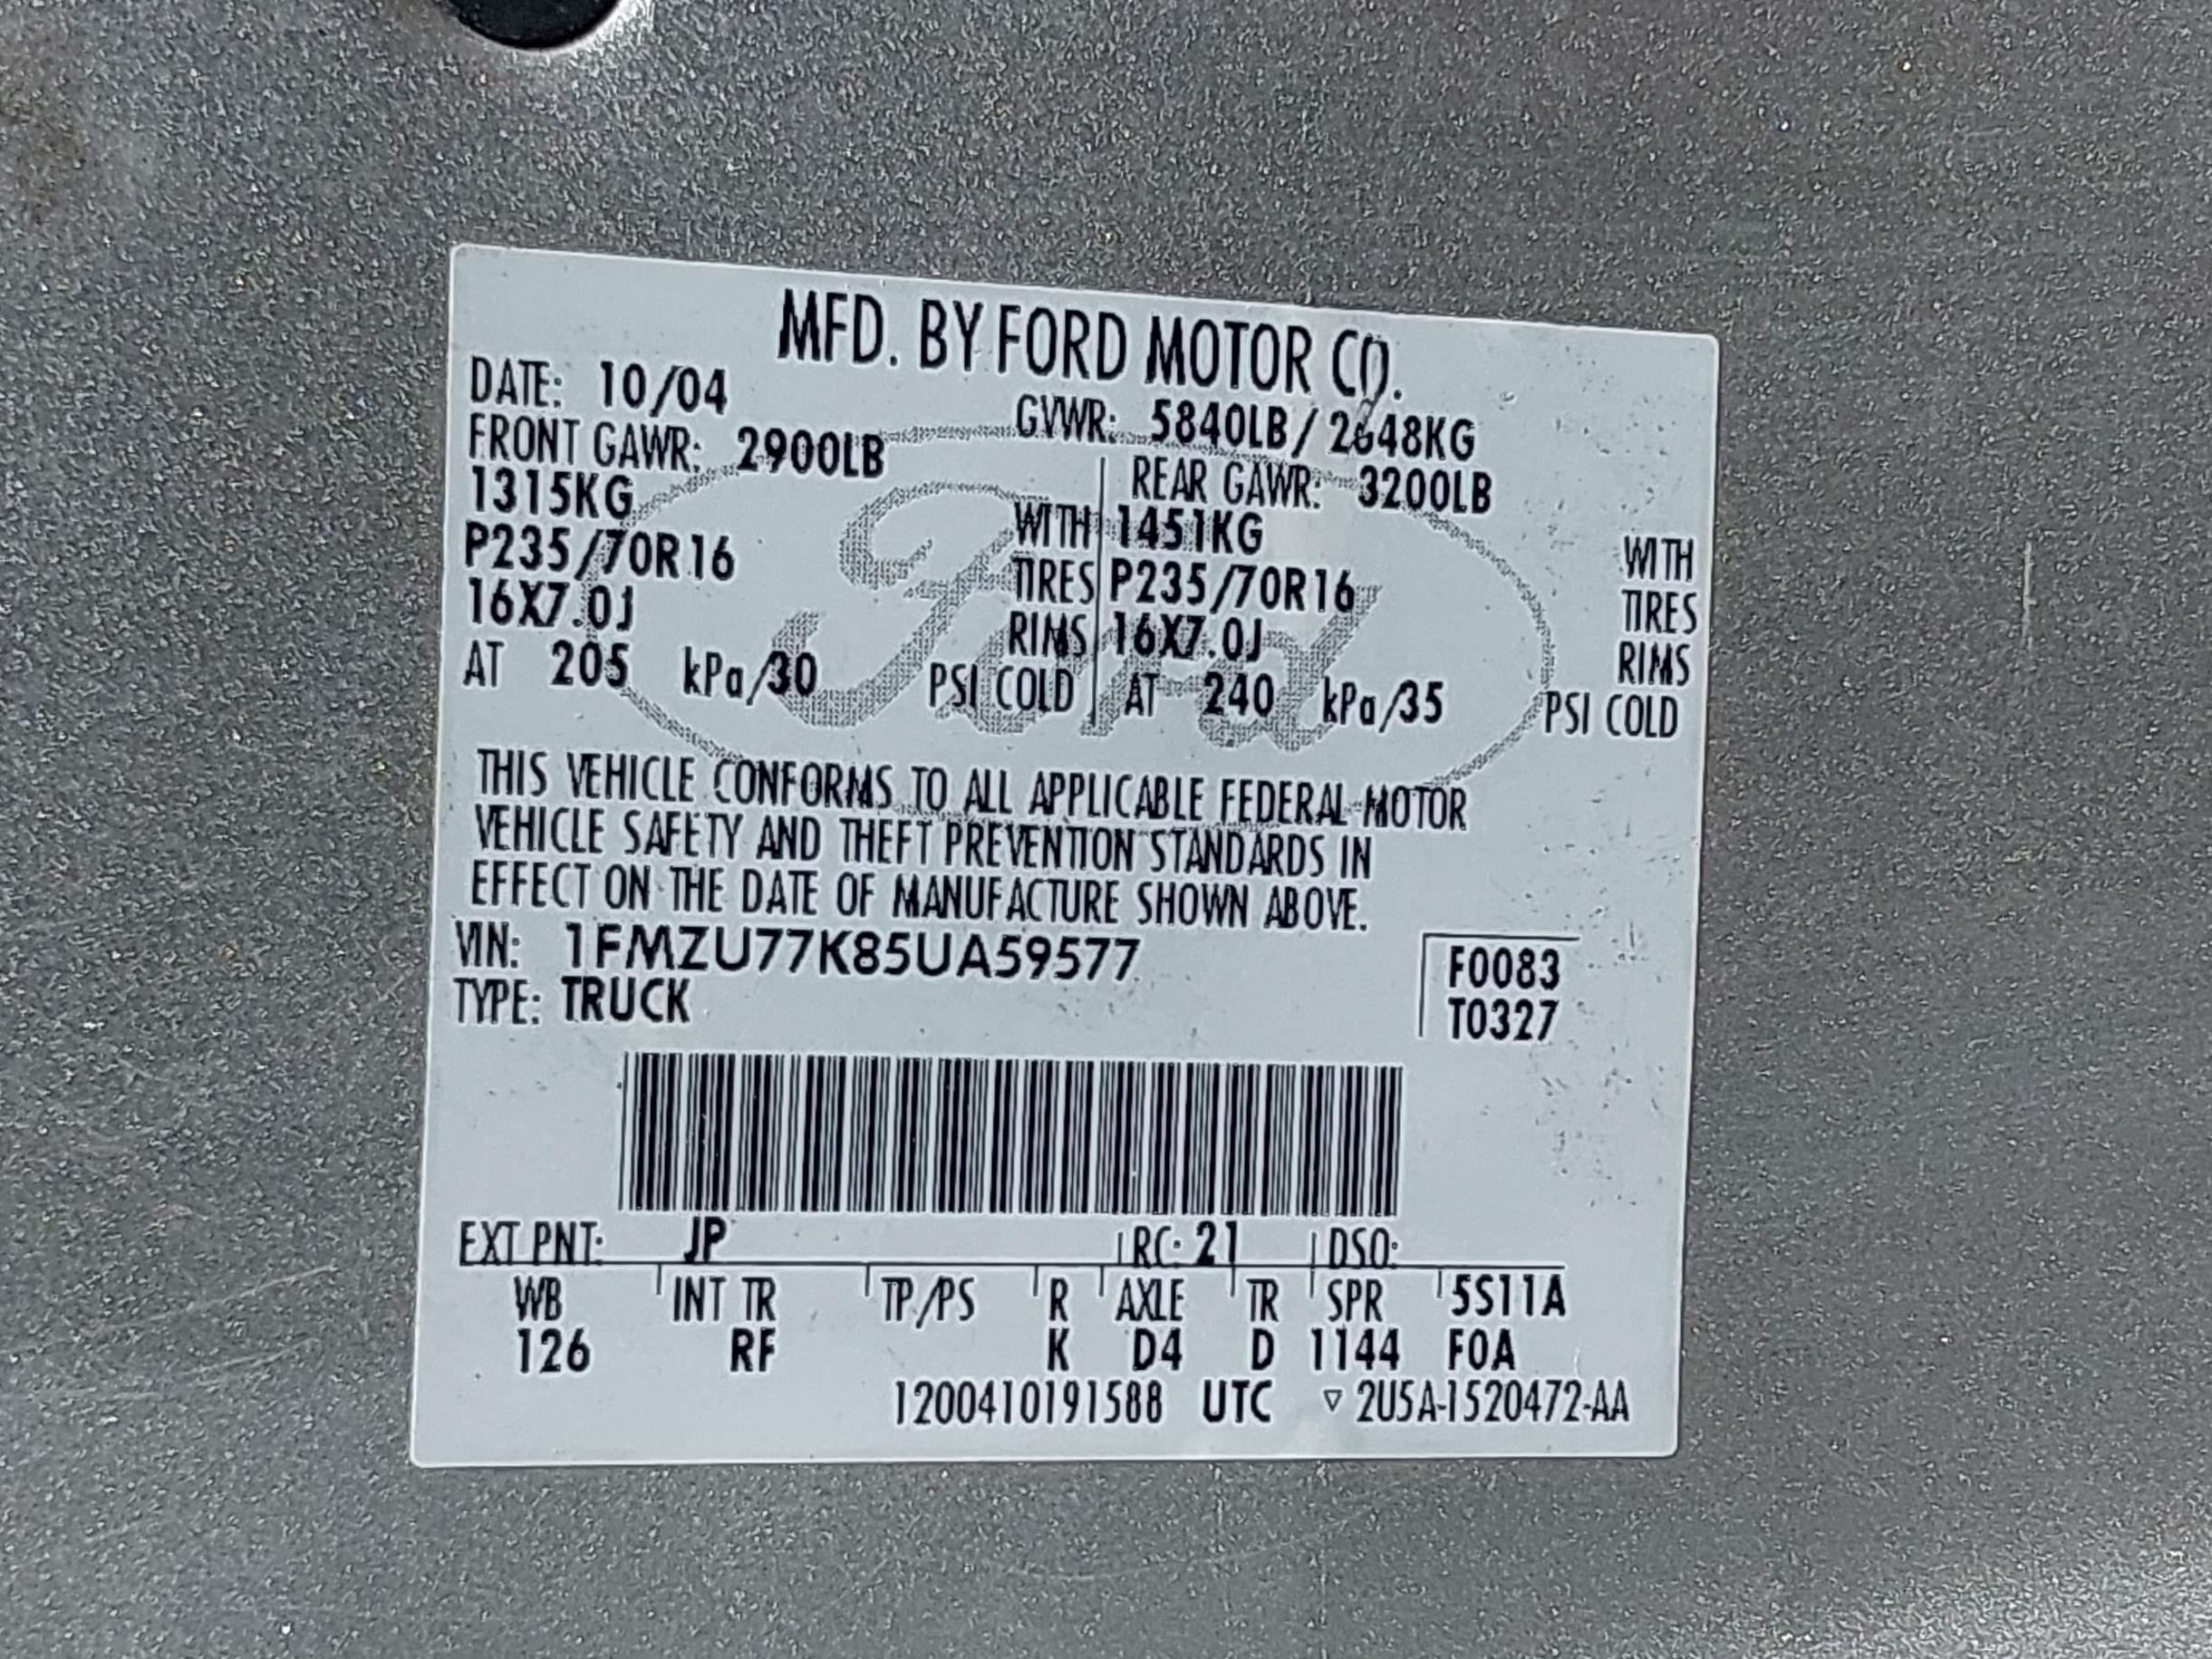 MFD. BY FORD MOTOR CO.
DATE: 10/04 GVWR: 5840LB / 2648KG
FRONT GAWR: 2900LB REAR GAWR: 3200LB
1315KG WITH 1451KG WITH
P235/70R16 TIRES P235/70R16 TIRES
16X7.0J RIMS 16X7.0J RIMS
AT 205 kPa/30 PSI COLD AT 240 kPa/35 PSI COLD
Ford
THIS VEHICLE CONFORMS TO ALL APPLICABLE FEDERAL MOTOR
VEHICLE SAFETY AND THEFT PREVENTION STANDARDS IN
EFFECT ON THE DATE OF MANUFACTURE SHOWN ABOVE.
VIN: 1FMZU77K85UA59577 F0083
TYPE: TRUCK T0327
EXT PNT: JP RC: 21 DSO:
WB INT TR TP/PS R AXLE TR SPR 5S11A
126 RF K D4 D 1144 F0A
1200410191588 UTC ▽ 2U5A-1520472-AA